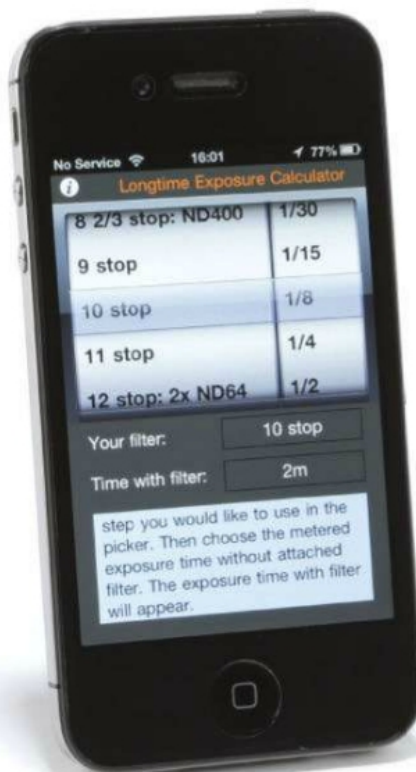 No Service 16:01 77%
i Longtime Exposure Calculator
8 2/3 stop: ND400 1/30
9 stop 1/15
10 stop 1/8
11 stop 1/4
12 stop: 2x ND64 1/2
Your filter: 10 stop
Time with filter: 2m
step you would like to use in the
picker. Then choose the metered
exposure time without attached
filter. The exposure time with filter
will appear.